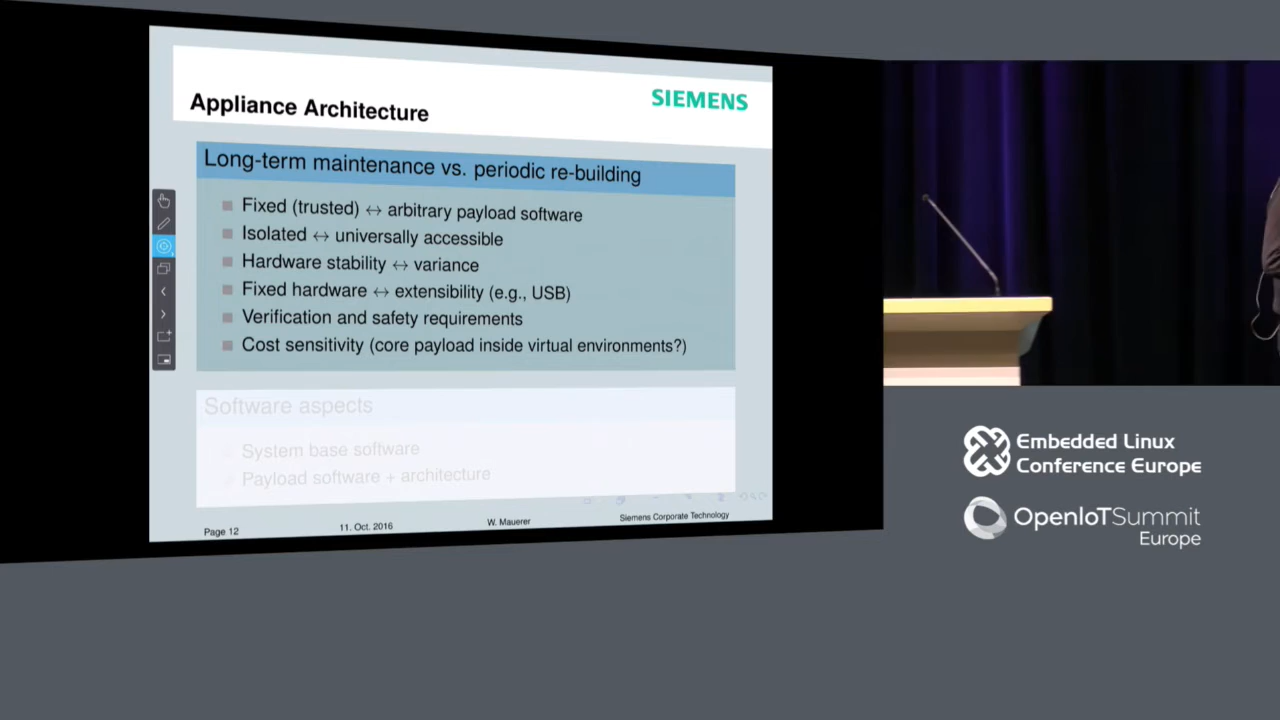 Appliance Architecture
SIEMENS
Long-term maintenance vs. periodic re-building
Fixed (trusted) ↔ arbitrary payload software
Isolated ↔ universally accessible
Hardware stability ↔ variance
Fixed hardware ↔ extensibility (e.g., USB)
Verification and safety requirements
Cost sensitivity (core payload inside virtual environments?)
Software aspects
System base software
Payload software + architecture
Page 12
11. Oct. 2016
W. Mauerer
Siemens Corporate Technology
Embedded Linux
Conference Europe
OpenIoTSummit
Europe